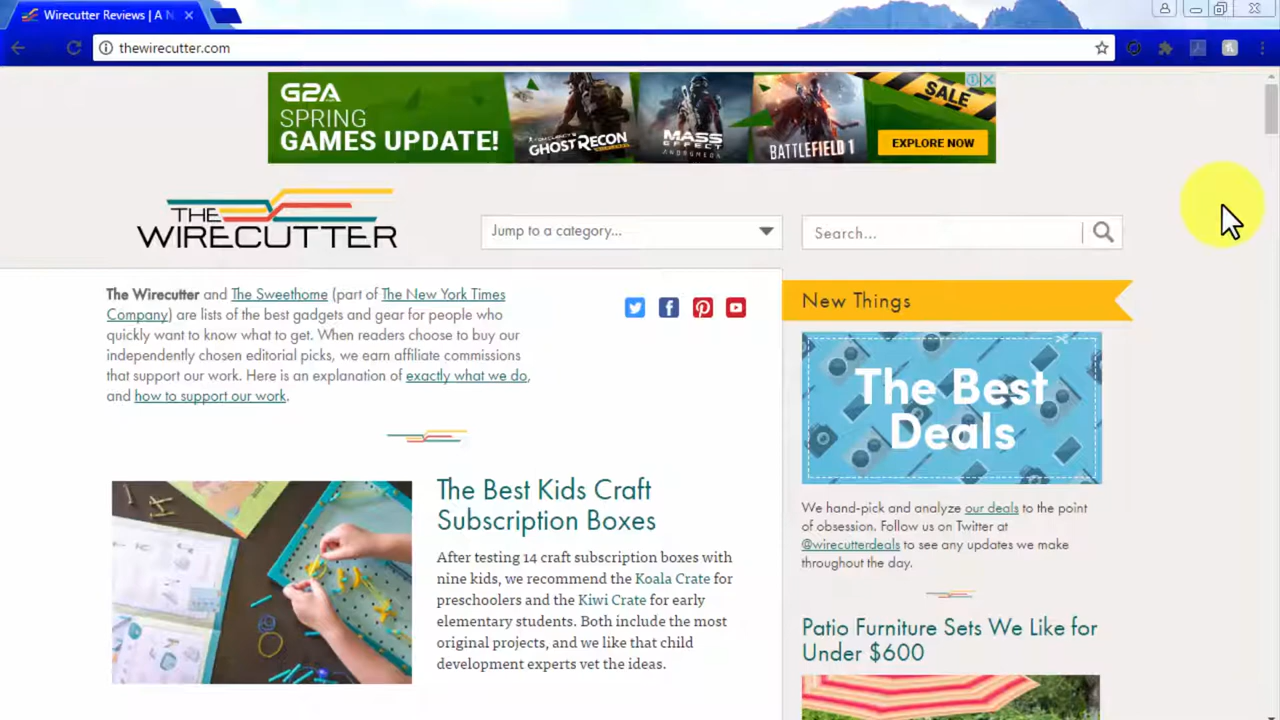 Wirecutter Reviews | A N
thewirecutter.com
G2A
SPRING
GAMES UPDATE!
GHOST RECON
MASS
EFFECT
ANDROMEDA
BATTLEFIELD 1
SALE
EXPLORE NOW
THE
WIRECUTTER
Jump to a category...
Search...
The Wirecutter and The Sweethome (part of The New York Times
Company) are lists of the best gadgets and gear for people who
quickly want to know what to get. When readers choose to buy our
independently chosen editorial picks, we earn affiliate commissions
that support our work. Here is an explanation of exactly what we do,
and how to support our work.
New Things
The Best
Deals
We hand-pick and analyze our deals to the point
of obsession. Follow us on Twitter at
@wirecutterdeals to see any updates we make
throughout the day.
The Best Kids Craft
Subscription Boxes
After testing 14 craft subscription boxes with
nine kids, we recommend the Koala Crate for
preschoolers and the Kiwi Crate for early
elementary students. Both include the most
original projects, and we like that child
development experts vet the ideas.
Patio Furniture Sets We Like for
Under $600